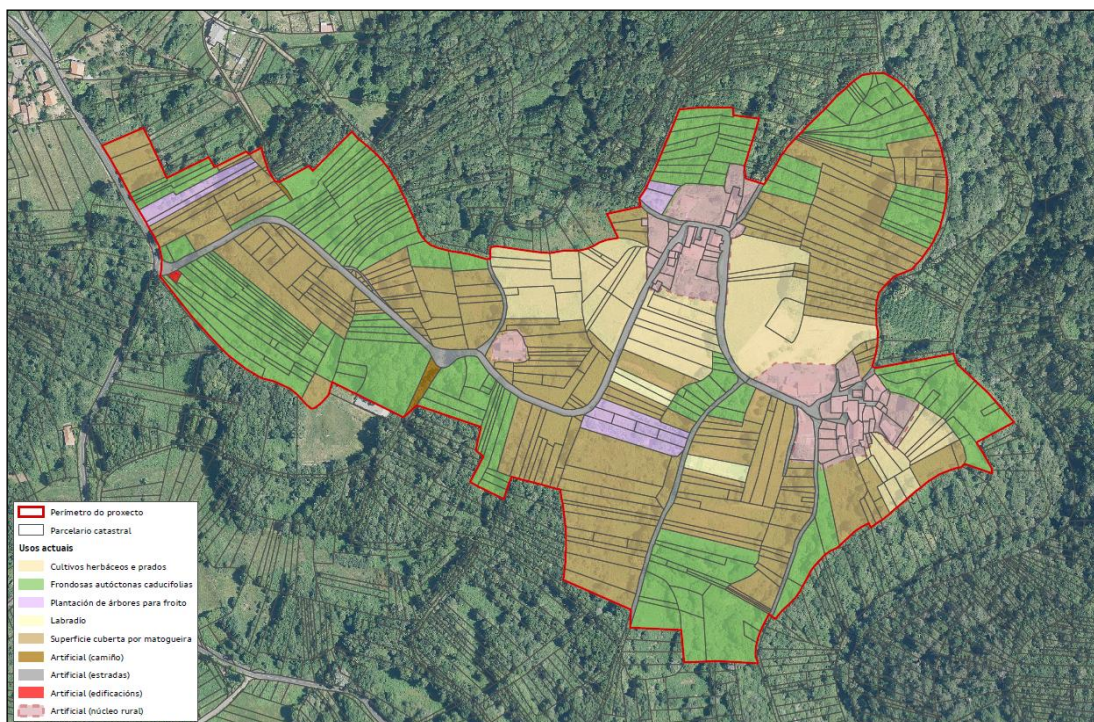 Perímetro do proxecto
Parcelario catastral
Usos actuais
Cultivos herbáceos e prados
Frondosas autóctonas caducifolias
Plantación de árbores para froito
Labradío
Superficie cuberta por matogueira
Artificial (camiño)
Artificial (estradas)
Artificial (edificacións)
Artificial (núcleo rural)